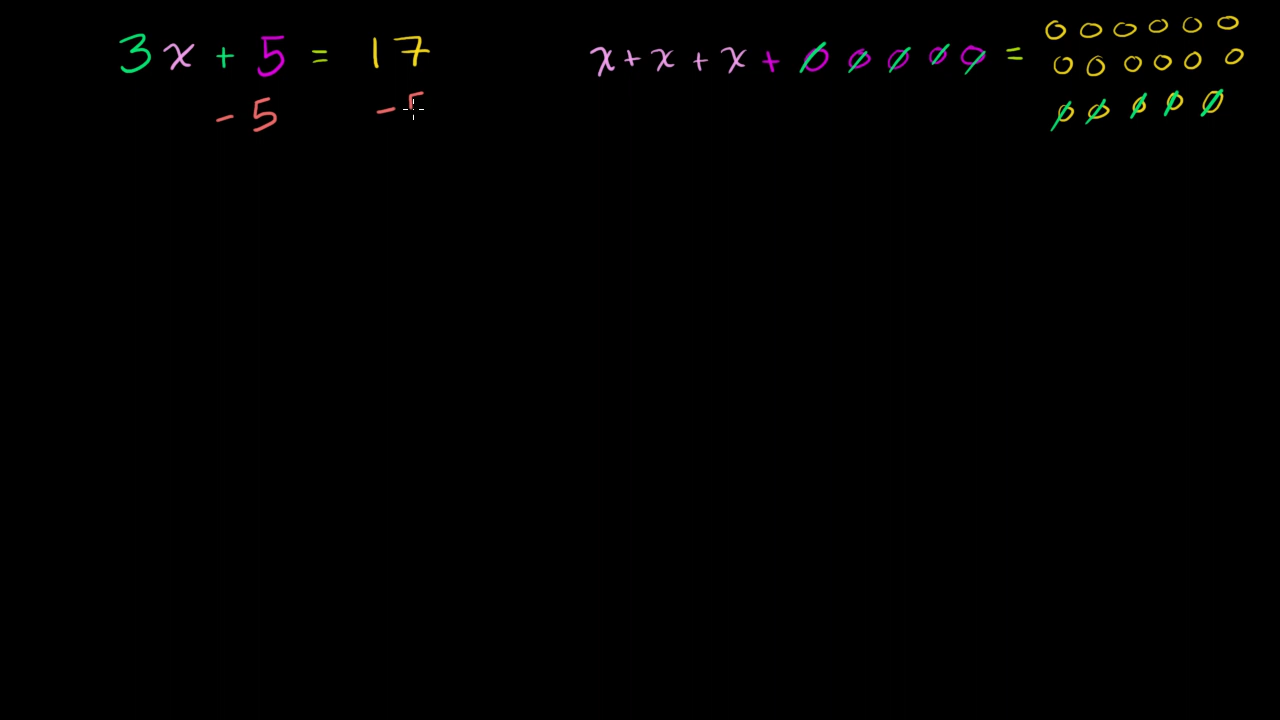 3x + 5 = 17
- 5 - 5
x + x + x + 0 0 0 0 0 =
0 0 0 0 0 0
0 0 0 0 0 0
0 0 0 0 0